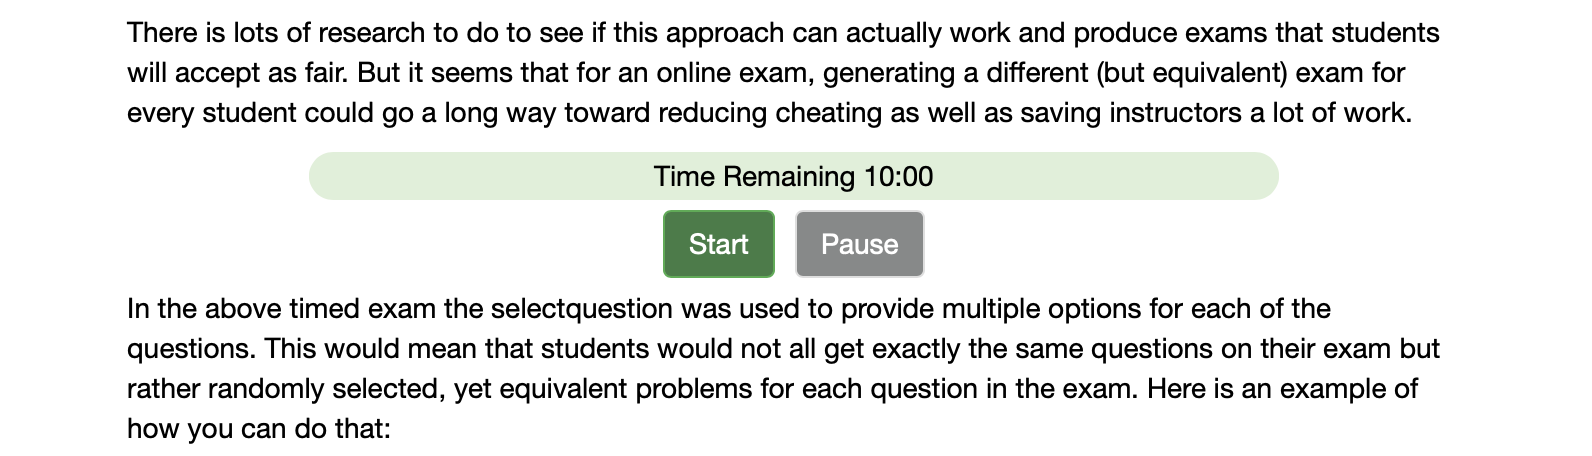 There is lots of research to do to see if this approach can actually work and produce exams that students
will accept as fair. But it seems that for an online exam, generating a different (but equivalent) exam for
every student could go a long way toward reducing cheating as well as saving instructors a lot of work.
Time Remaining 10:00
Start Pause
In the above timed exam the selectquestion was used to provide multiple options for each of the
questions. This would mean that students would not all get exactly the same questions on their exam but
rather randomly selected, yet equivalent problems for each question in the exam. Here is an example of
how you can do that: